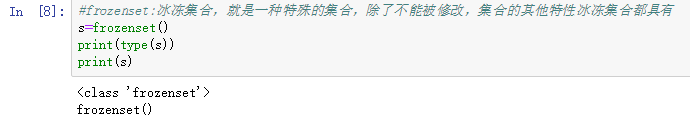 In [8]: #frozenset:冰冻集合，就是一种特殊的集合，除了不能被修改，集合的其他特性冰冻集合都具有
s=frozenset()
print(type(s))
print(s)
<class 'frozenset'>
frozenset()